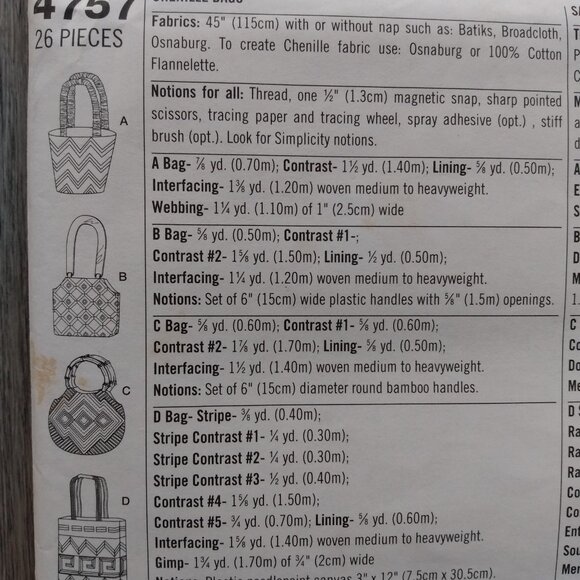 4757
26 PIECES
CHENILLE BAGS
Fabrics: 45" (115cm) with or without nap such as: Batiks, Broadcloth,
Osnaburg. To create Chenille fabric use: Osnaburg or 100% Cotton
Flannelette.
Notions for all: Thread, one ½" (1.3cm) magnetic snap, sharp pointed
scissors, tracing paper and tracing wheel, spray adhesive (opt.) , stiff
brush (opt.). Look for Simplicity notions.
A
A Bag- ⅞ yd. (0.70m); Contrast- 1½ yd. (1.40m); Lining- ⅝ yd. (0.50m);
Interfacing- 1⅜ yd. (1.20m) woven medium to heavyweight.
Webbing- 1¼ yd. (1.10m) of 1" (2.5cm) wide
B
B Bag- ⅝ yd. (0.50m); Contrast #1-;
Contrast #2- 1⅝ yd. (1.50m); Lining- ½ yd. (0.50m);
Interfacing- 1¼ yd. (1.20m) woven medium to heavyweight.
Notions: Set of 6" (15cm) wide plastic handles with ⅝" (1.5m) openings.
C
C Bag- ⅝ yd. (0.60m); Contrast #1- ⅝ yd. (0.60m);
Contrast #2- 1⅞ yd. (1.70m); Lining- ⅝ yd. (0.50m);
Interfacing- 1½ yd. (1.40m) woven medium to heavyweight.
Notions: Set of 6" (15cm) diameter round bamboo handles.
D
D Bag- Stripe- ⅜ yd. (0.40m);
Stripe Contrast #1- ¼ yd. (0.30m);
Stripe Contrast #2- ¼ yd. (0.30m);
Stripe Contrast #3- ½ yd. (0.40m);
Contrast #4- 1⅝ yd. (1.50m);
Contrast #5- ¾ yd. (0.70m); Lining- ⅝ yd. (0.60m);
Interfacing- 1⅝ yd. (1.40m) woven medium to heavyweight.
Gimp- 1¾ yd. (1.70m) of ¾" (2cm) wide
Notions: Plastic needlepoint canvas 3" x 12" (7.5cm x 30.5cm).